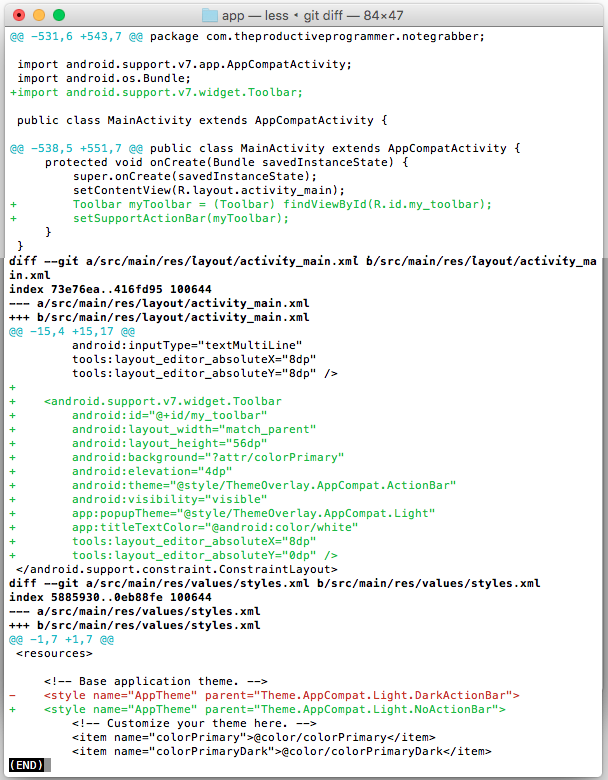 app — less • git diff — 84×47
@@ -531,6 +543,7 @@ package com.theproductiveprogrammer.notegrabber;
import android.support.v7.app.AppCompatActivity;
import android.os.Bundle;
+import android.support.v7.widget.Toolbar;
public class MainActivity extends AppCompatActivity {
@@ -538,5 +551,7 @@ public class MainActivity extends AppCompatActivity {
protected void onCreate(Bundle savedInstanceState) {
super.onCreate(savedInstanceState);
setContentView(R.layout.activity_main);
+ Toolbar myToolbar = (Toolbar) findViewById(R.id.my_toolbar);
+ setSupportActionBar(myToolbar);
}
}
diff --git a/src/main/res/layout/activity_main.xml b/src/main/res/layout/activity_ma
in.xml
index 73e76ea..416fd95 100644
--- a/src/main/res/layout/activity_main.xml
+++ b/src/main/res/layout/activity_main.xml
@@ -15,4 +15,17 @@
android:inputType="textMultiLine"
tools:layout_editor_absoluteX="8dp"
tools:layout_editor_absoluteY="8dp" />
+
+ <android.support.v7.widget.Toolbar
+ android:id="@+id/my_toolbar"
+ android:layout_width="match_parent"
+ android:layout_height="56dp"
+ android:background="?attr/colorPrimary"
+ android:elevation="4dp"
+ android:theme="@style/ThemeOverlay.AppCompat.ActionBar"
+ android:visibility="visible"
+ app:popupTheme="@style/ThemeOverlay.AppCompat.Light"
+ app:titleTextColor="@android:color/white"
+ tools:layout_editor_absoluteX="8dp"
+ tools:layout_editor_absoluteY="0dp" />
</android.support.constraint.ConstraintLayout>
diff --git a/src/main/res/values/styles.xml b/src/main/res/values/styles.xml
index 5885930..0eb88fe 100644
--- a/src/main/res/values/styles.xml
+++ b/src/main/res/values/styles.xml
@@ -1,7 +1,7 @@
<resources>
<!-- Base application theme. -->
- <style name="AppTheme" parent="Theme.AppCompat.Light.DarkActionBar">
+ <style name="AppTheme" parent="Theme.AppCompat.Light.NoActionBar">
<!-- Customize your theme here. -->
<item name="colorPrimary">@color/colorPrimary</item>
<item name="colorPrimaryDark">@color/colorPrimaryDark</item>
(END)